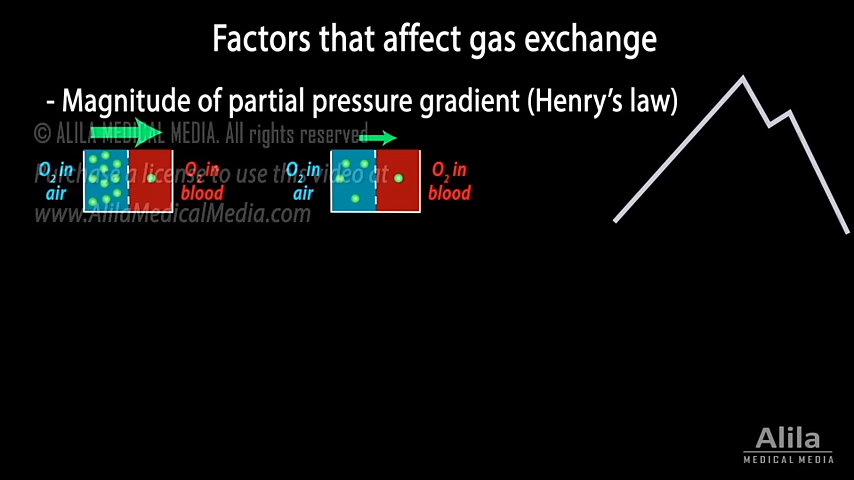 Factors that affect gas exchange
- Magnitude of partial pressure gradient (Henry's law)
© ALILA MEDICAL MEDIA. All rights reserved.
Purchase a license to use this video at
www.AlilaMedicalMedia.com
O₂ in
air
O₂ in
blood
O₂ in
air
O₂ in
blood
Alila
MEDICAL MEDIA